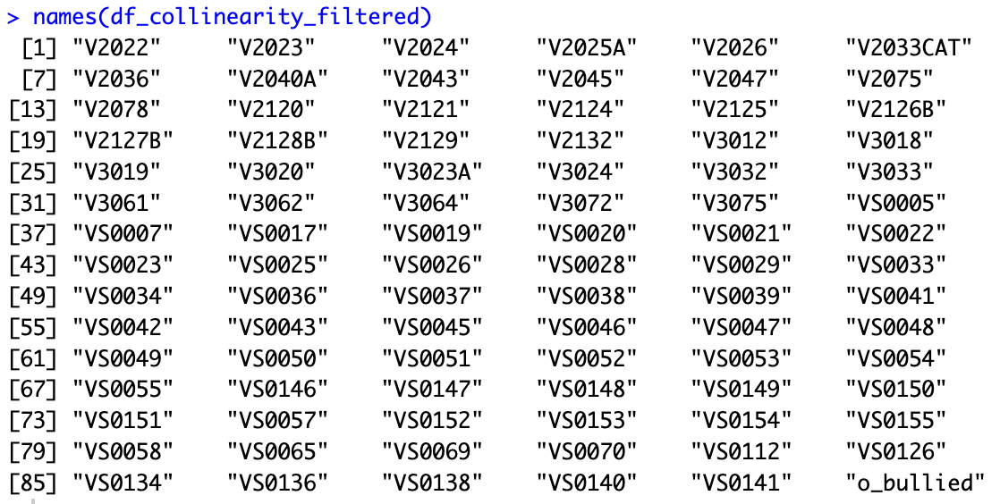 > names(df_collinearity_filtered)
[1] "V2022" "V2023" "V2024" "V2025A" "V2026" "V2033CAT"
[7] "V2036" "V2040A" "V2043" "V2045" "V2047" "V2075"
[13] "V2078" "V2120" "V2121" "V2124" "V2125" "V2126B"
[19] "V2127B" "V2128B" "V2129" "V2132" "V3012" "V3018"
[25] "V3019" "V3020" "V3023A" "V3024" "V3032" "V3033"
[31] "V3061" "V3062" "V3064" "V3072" "V3075" "VS0005"
[37] "VS0007" "VS0017" "VS0019" "VS0020" "VS0021" "VS0022"
[43] "VS0023" "VS0025" "VS0026" "VS0028" "VS0029" "VS0033"
[49] "VS0034" "VS0036" "VS0037" "VS0038" "VS0039" "VS0041"
[55] "VS0042" "VS0043" "VS0045" "VS0046" "VS0047" "VS0048"
[61] "VS0049" "VS0050" "VS0051" "VS0052" "VS0053" "VS0054"
[67] "VS0055" "VS0146" "VS0147" "VS0148" "VS0149" "VS0150"
[73] "VS0151" "VS0057" "VS0152" "VS0153" "VS0154" "VS0155"
[79] "VS0058" "VS0065" "VS0069" "VS0070" "VS0112" "VS0126"
[85] "VS0134" "VS0136" "VS0138" "VS0140" "VS0141" "o_bullied"